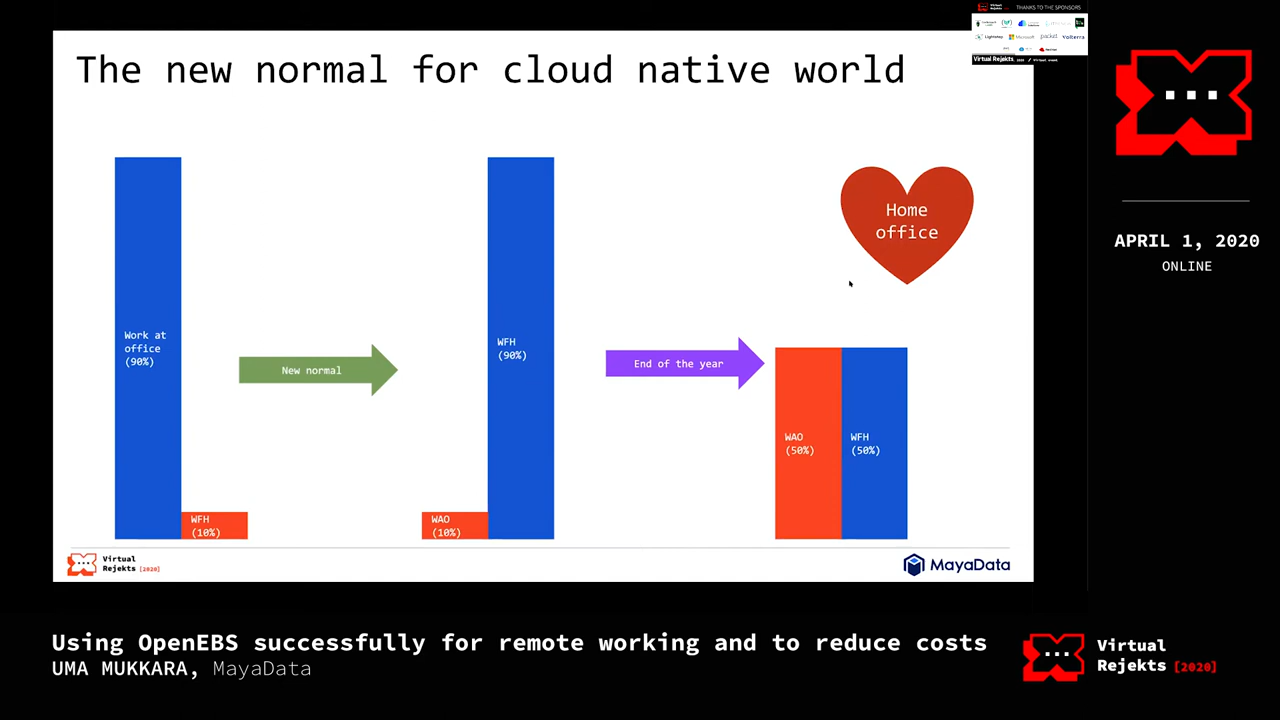 THANKS TO THE SPONSORS
Lightstep
Microsoft
packet
Volterra
Virtual Rejekts
The new normal for cloud native world
Home
office
Work at
office
(90%)
WFH
(10%)
New normal
WAO
(10%)
WFH
(90%)
End of the year
WAO
(50%)
WFH
(50%)
Virtual
Rejekts [2020]
MayaData
APRIL 1, 2020
ONLINE
Using OpenEBS successfully for remote working and to reduce costs
UMA MUKKARA, MayaData
Virtual
Rejekts [2020]